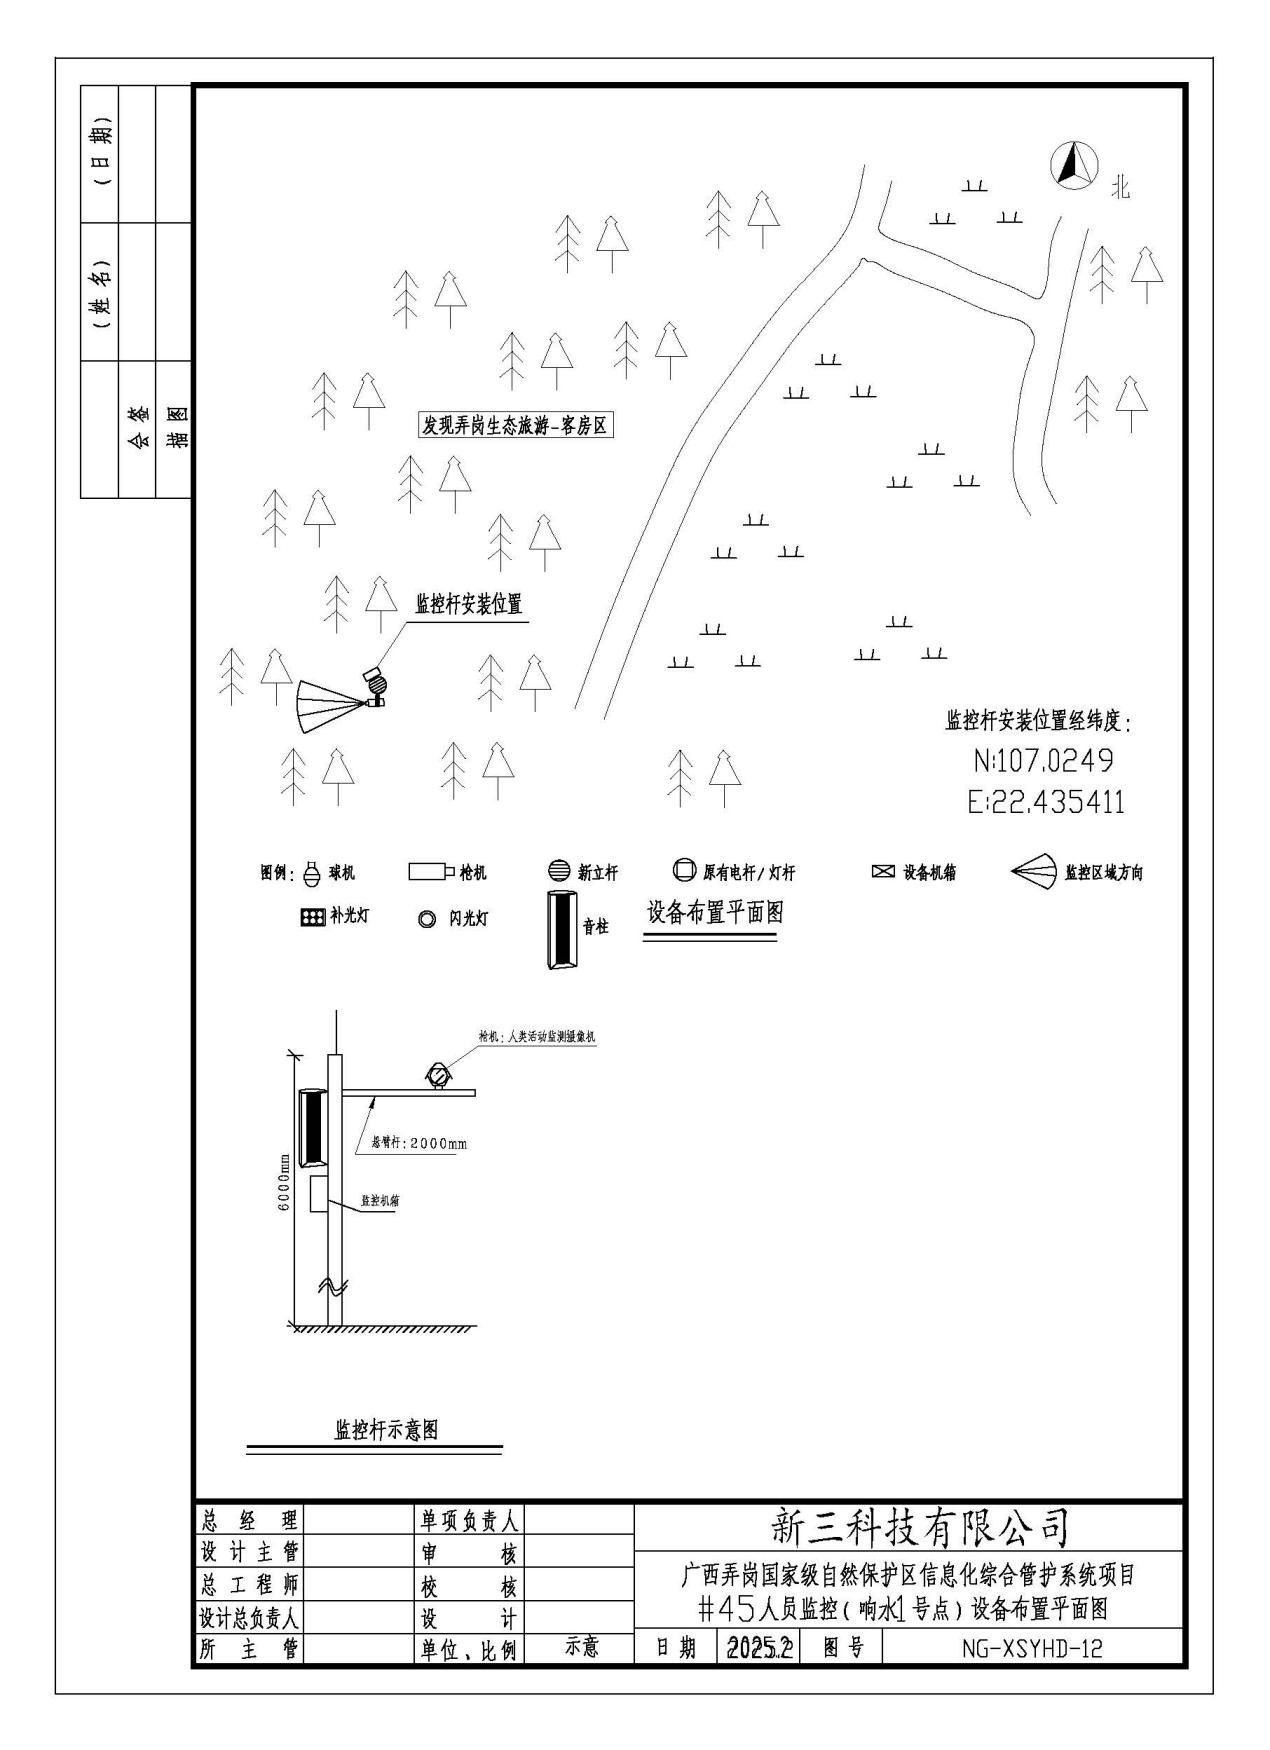 (日 期)
(姓 名)
会 签
描 图
北
发现弄岗生态旅游-客房区
监控杆安装位置
监控杆安装位置经纬度:
N:107.0249
E:22.435411
图例: 球机 枪机 新立杆 原有电杆/灯杆 设备机箱 监控区域方向
补光灯 闪光灯 音柱
设备布置平面图
枪机:人类活动监测摄像机
悬臂杆:2000mm
6000mm
监控机箱
监控杆示意图
总 经 理 单项负责人 新三科技有限公司
设 计 主 管 审 核
总 工 程 师 校 核 广西弄岗国家级自然保护区信息化综合管护系统项目
设计总负责人 设 计 #45人员监控(响水1号点)设备布置平面图
所 主 管 单位、比例 示意 日 期 2025.2 图 号 NG-XSYHD-12